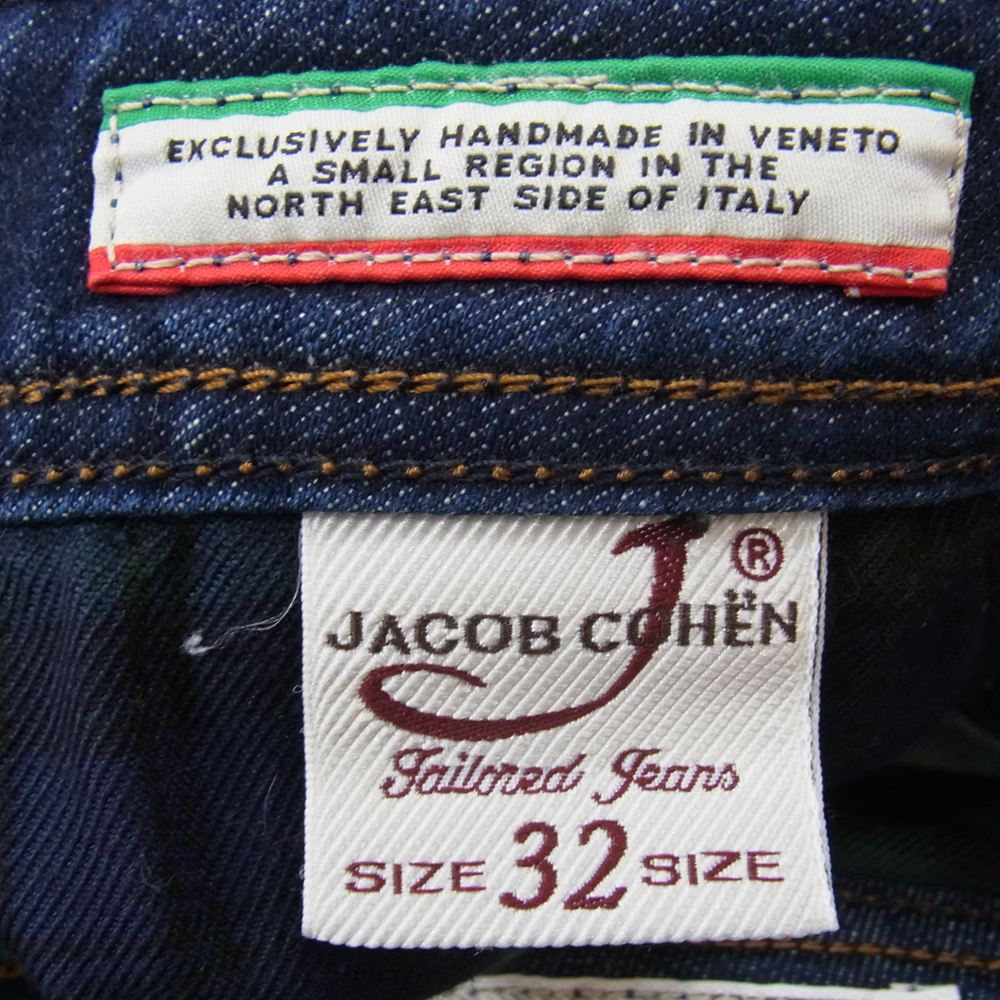 EXCLUSIVELY HANDMADE IN VENETO
A SMALL REGION IN THE
NORTH EAST SIDE OF ITALY
J ®
JACOB COHËN
Tailored Jeans
SIZE 32 SIZE